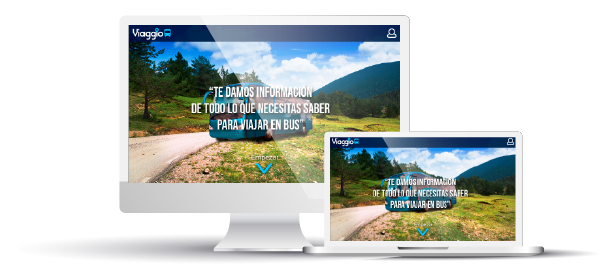 Viaggio
“TE DAMOS INFORMACIÓN
DE TODO LO QUE NECESITAS SABER
PARA VIAJAR EN BUS”
Empezar
Viaggio
“TE DAMOS INFORMACIÓN
DE TODO LO QUE NECESITAS SABER
PARA VIAJAR EN BUS”
Empezar